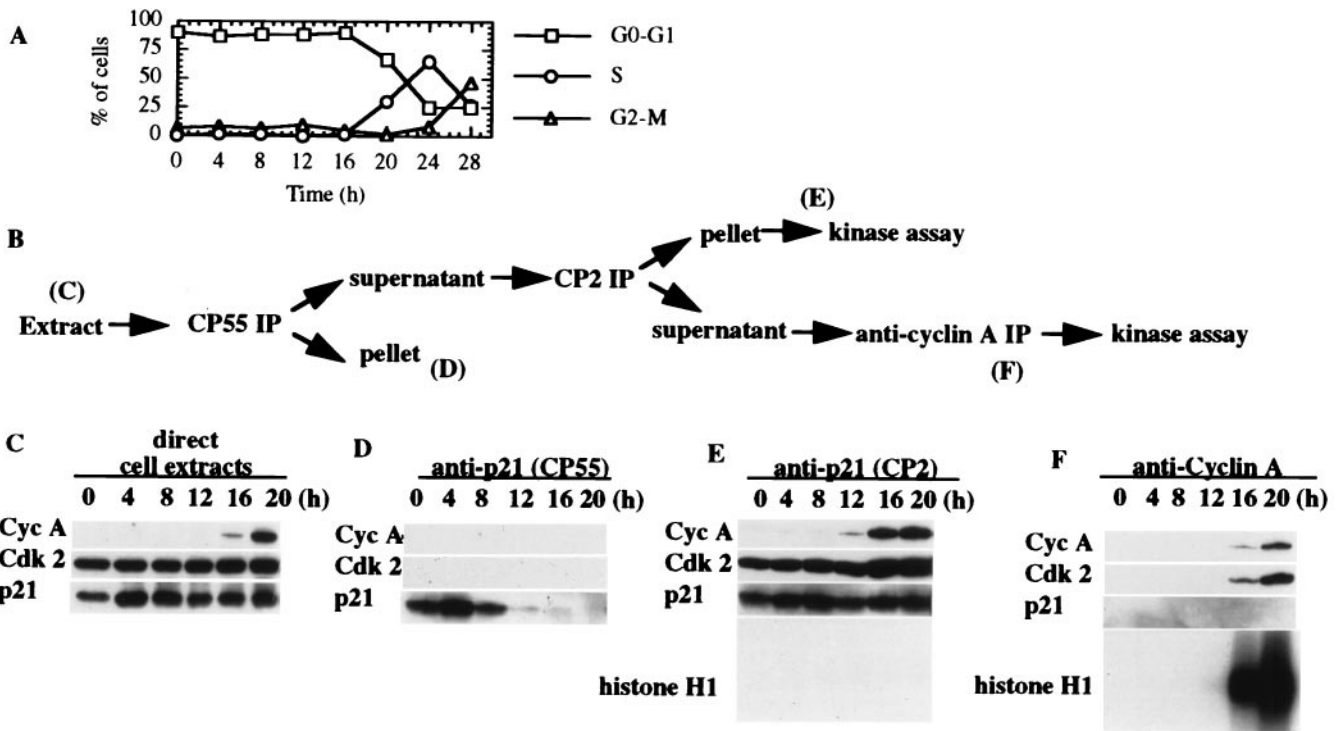 A
% of cells
100
75
50
25
0
0 4 8 12 16 20 24 28
Time (h)
G0-G1
S
G2-M
B
(C)
Extract
CP55 IP
supernatant
pellet
(D)
CP2 IP
(E)
pellet
kinase assay
supernatant
anti-cyclin A IP
(F)
kinase assay
C
direct
cell extracts
0 4 8 12 16 20 (h)
Cyc A
Cdk 2
p21
D
anti-p21 (CP55)
0 4 8 12 16 20 (h)
Cyc A
Cdk 2
p21
E
anti-p21 (CP2)
0 4 8 12 16 20 (h)
Cyc A
Cdk 2
p21
histone H1
F
anti-Cyclin A
0 4 8 12 16 20 (h)
Cyc A
Cdk 2
p21
histone H1